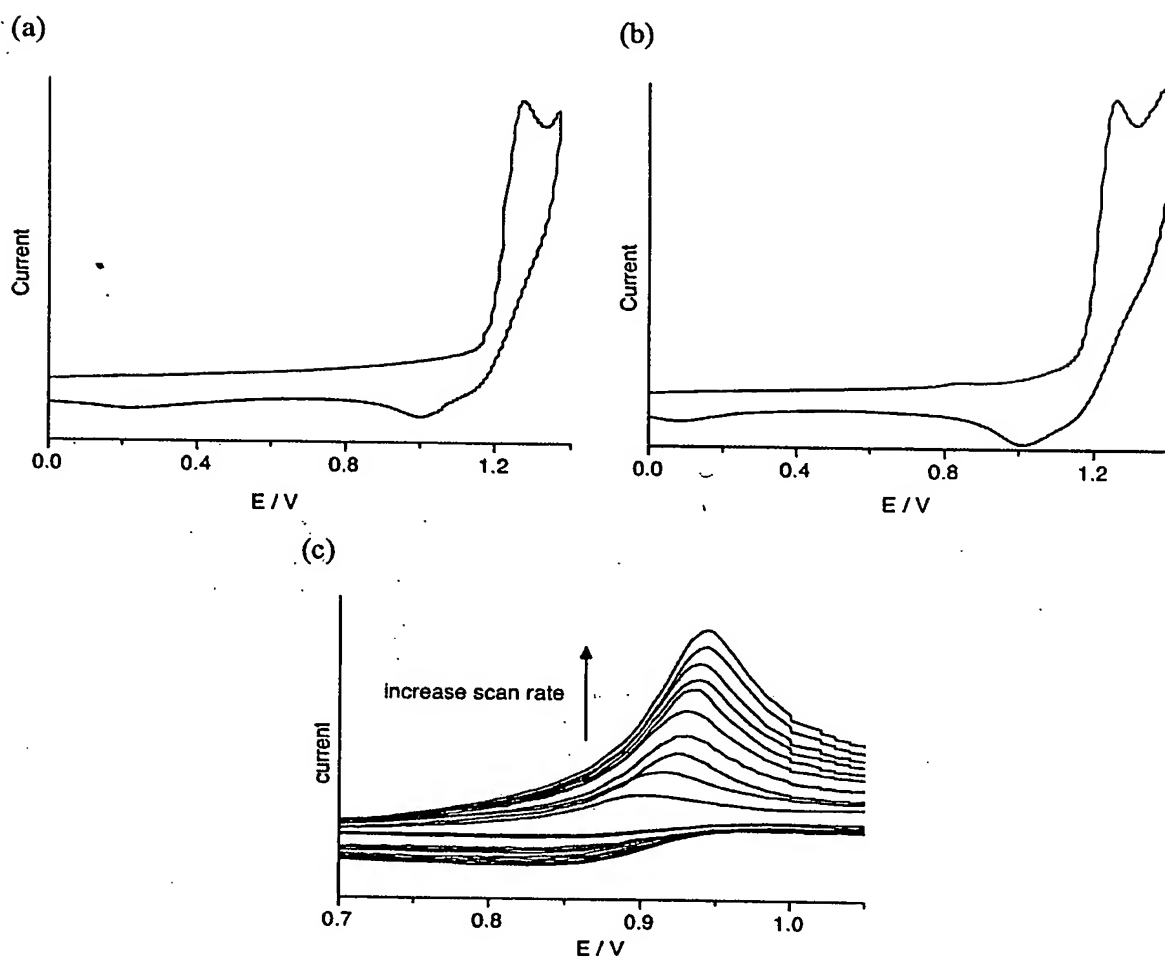 (a)
Current
0.0 0.4 0.8 1.2
E / V
(b)
Current
0.0 0.4 0.8 1.2
E / V
(c)
increase scan rate
current
0.7 0.8 0.9 1.0
E / V